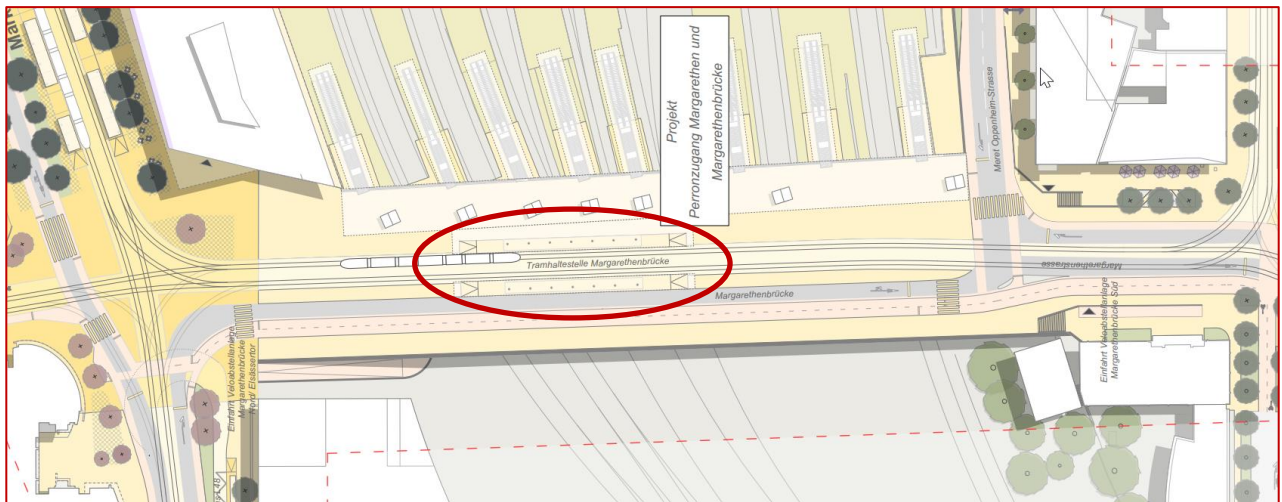 Projekt
Perronzugang Margarethen und
Margarethenbrücke
Meret Oppenheim-Strasse
Tramhaltestelle Margarethenbrücke
Margarethenbrücke
Margarethenstrasse
Einfahrt Veloabstellanlage
Margarethenbrücke
Nord/ Elsässertor
Einfahrt Veloabstellanlage
Margarethenbrücke Süd